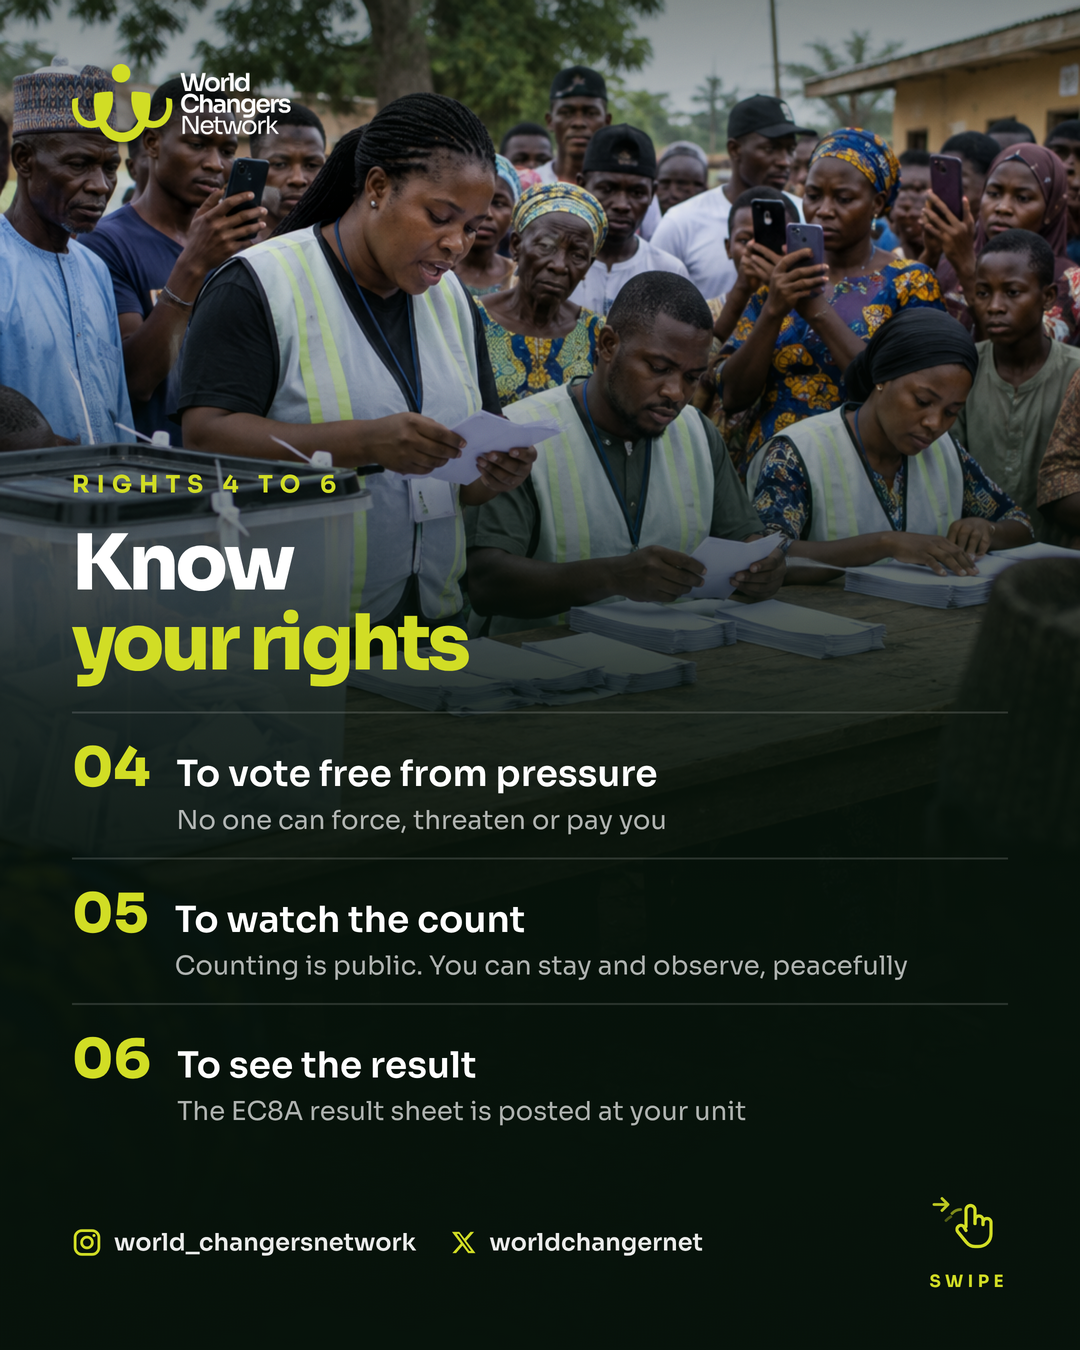 World
Changers
Network
RIGHTS 4 TO 6
Know
your rights
04 To vote free from pressure
No one can force, threaten or pay you
05 To watch the count
Counting is public. You can stay and observe, peacefully
06 To see the result
The EC8A result sheet is posted at your unit
world_changersnetwork worldchangernet
SWIPE